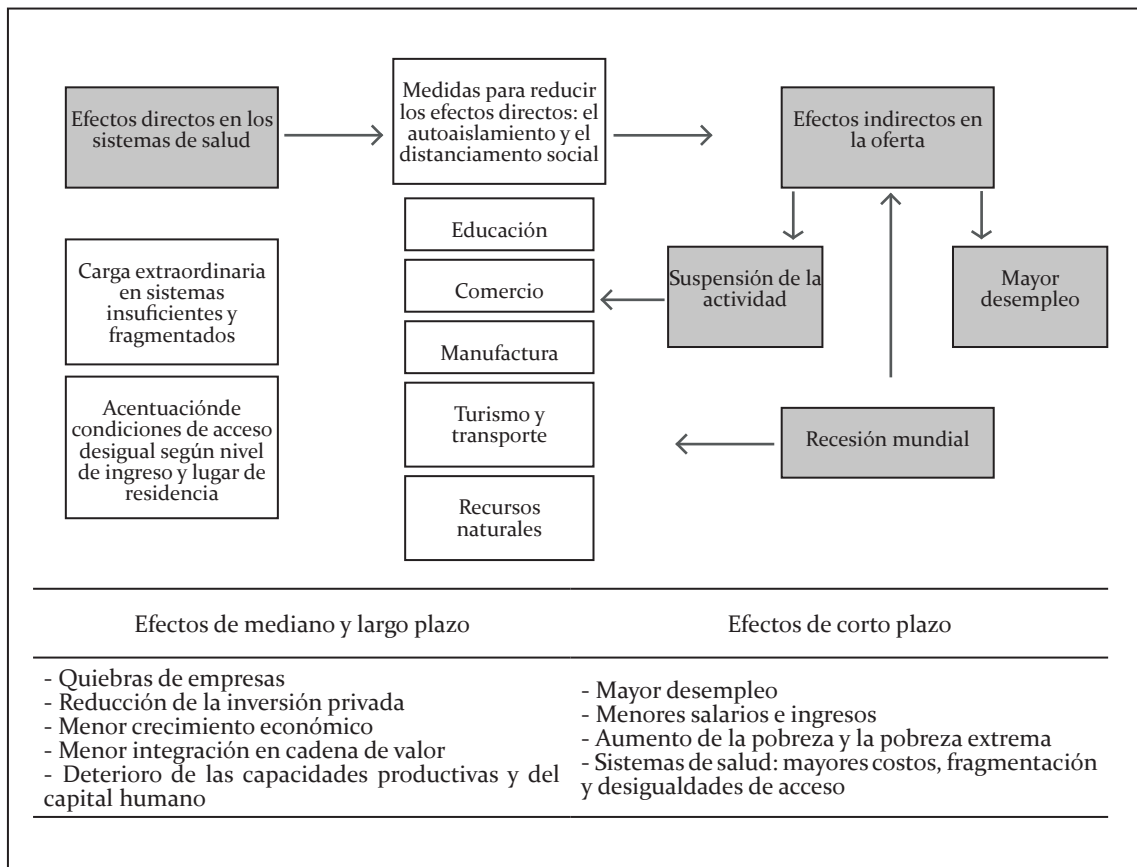 Efectos directos en los
sistemas de salud
Medidas para reducir
los efectos directos: el
autoaislamiento y el
distanciamento social
Efectos indirectos en
la oferta
Carga extraordinaria
en sistemas
insuficientes y
fragmentados
Acentuaciónde
condiciones de acceso
desigual según nivel
de ingreso y lugar de
residencia
Educación
Comercio
Manufactura
Turismo y
transporte
Recursos
naturales
Suspensión de la
actividad
Mayor
desempleo
Recesión mundial
Efectos de mediano y largo plazo
- Quiebras de empresas
- Reducción de la inversión privada
- Menor crecimiento económico
- Menor integración en cadena de valor
- Deterioro de las capacidades productivas y del
capital humano
Efectos de corto plazo
- Mayor desempleo
- Menores salarios e ingresos
- Aumento de la pobreza y la pobreza extrema
- Sistemas de salud: mayores costos, fragmentación
y desigualdades de acceso